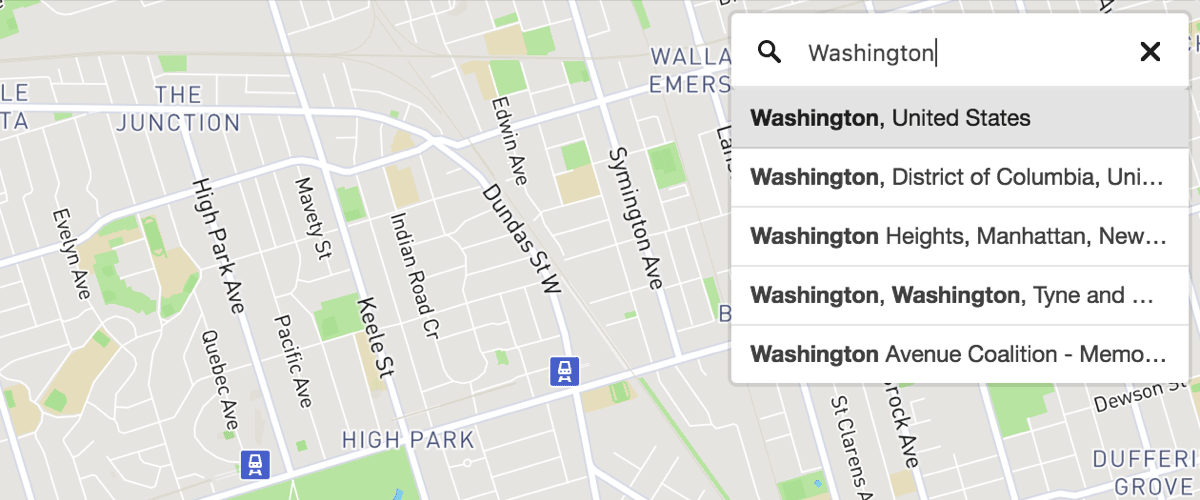 Washington
Washington, United States
Washington, District of Columbia, Uni...
Washington Heights, Manhattan, New...
Washington, Washington, Tyne and ...
Washington Avenue Coalition - Memo...
WALLA
EMERS
THE
JUNCTION
LE
TA
Edwin Ave
Symington Ave
Dundas St W
High Park Ave
Mavety St
Indian Road Cr
Evelyn Ave
Keele St
Pacific Ave
Quebec Ave
HIGH PARK
St Clarens A
rock Ave
Dewson St
DUFFERI
GROVE